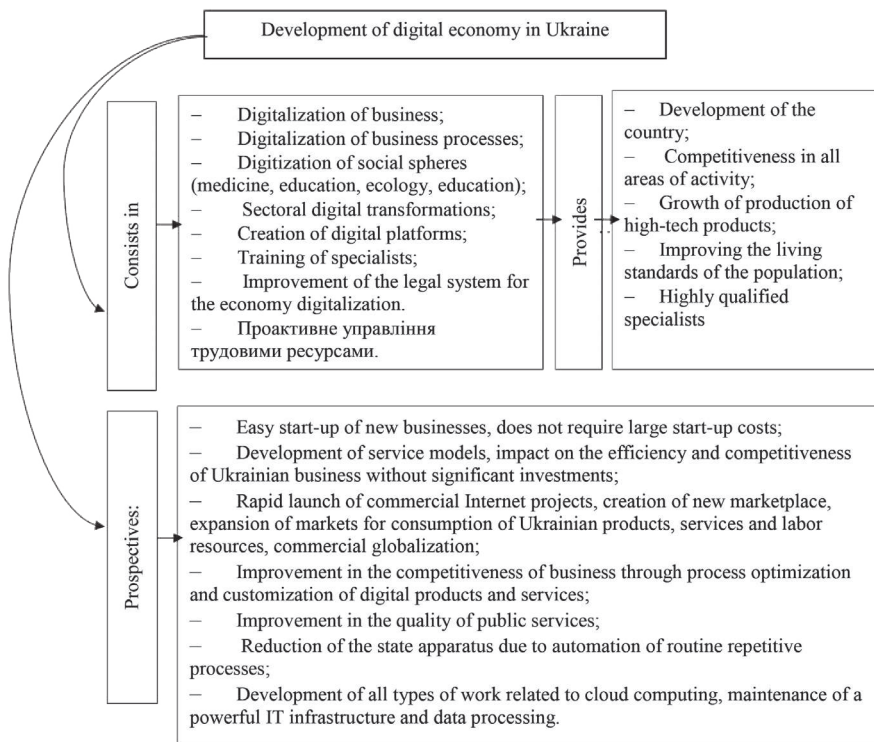 Development of digital economy in Ukraine
Consists in
– Digitalization of business;
– Digitalization of business processes;
– Digitization of social spheres
(medicine, education, ecology, education);
– Sectoral digital transformations;
– Creation of digital platforms;
– Training of specialists;
– Improvement of the legal system for
the economy digitalization.
– Проактивне управління
трудовими ресурсами.
Provides
– Development of the
country;
– Competitiveness in all
areas of activity;
– Growth of production of
high-tech products;
– Improving the living
standards of the population;
– Highly qualified
specialists
Prospectives:
– Easy start-up of new businesses, does not require large start-up costs;
– Development of service models, impact on the efficiency and competitiveness
of Ukrainian business without significant investments;
– Rapid launch of commercial Internet projects, creation of new marketplace,
expansion of markets for consumption of Ukrainian products, services and labor
resources, commercial globalization;
– Improvement in the competitiveness of business through process optimization
and customization of digital products and services;
– Improvement in the quality of public services;
– Reduction of the state apparatus due to automation of routine repetitive
processes;
– Development of all types of work related to cloud computing, maintenance of a
powerful IT infrastructure and data processing.